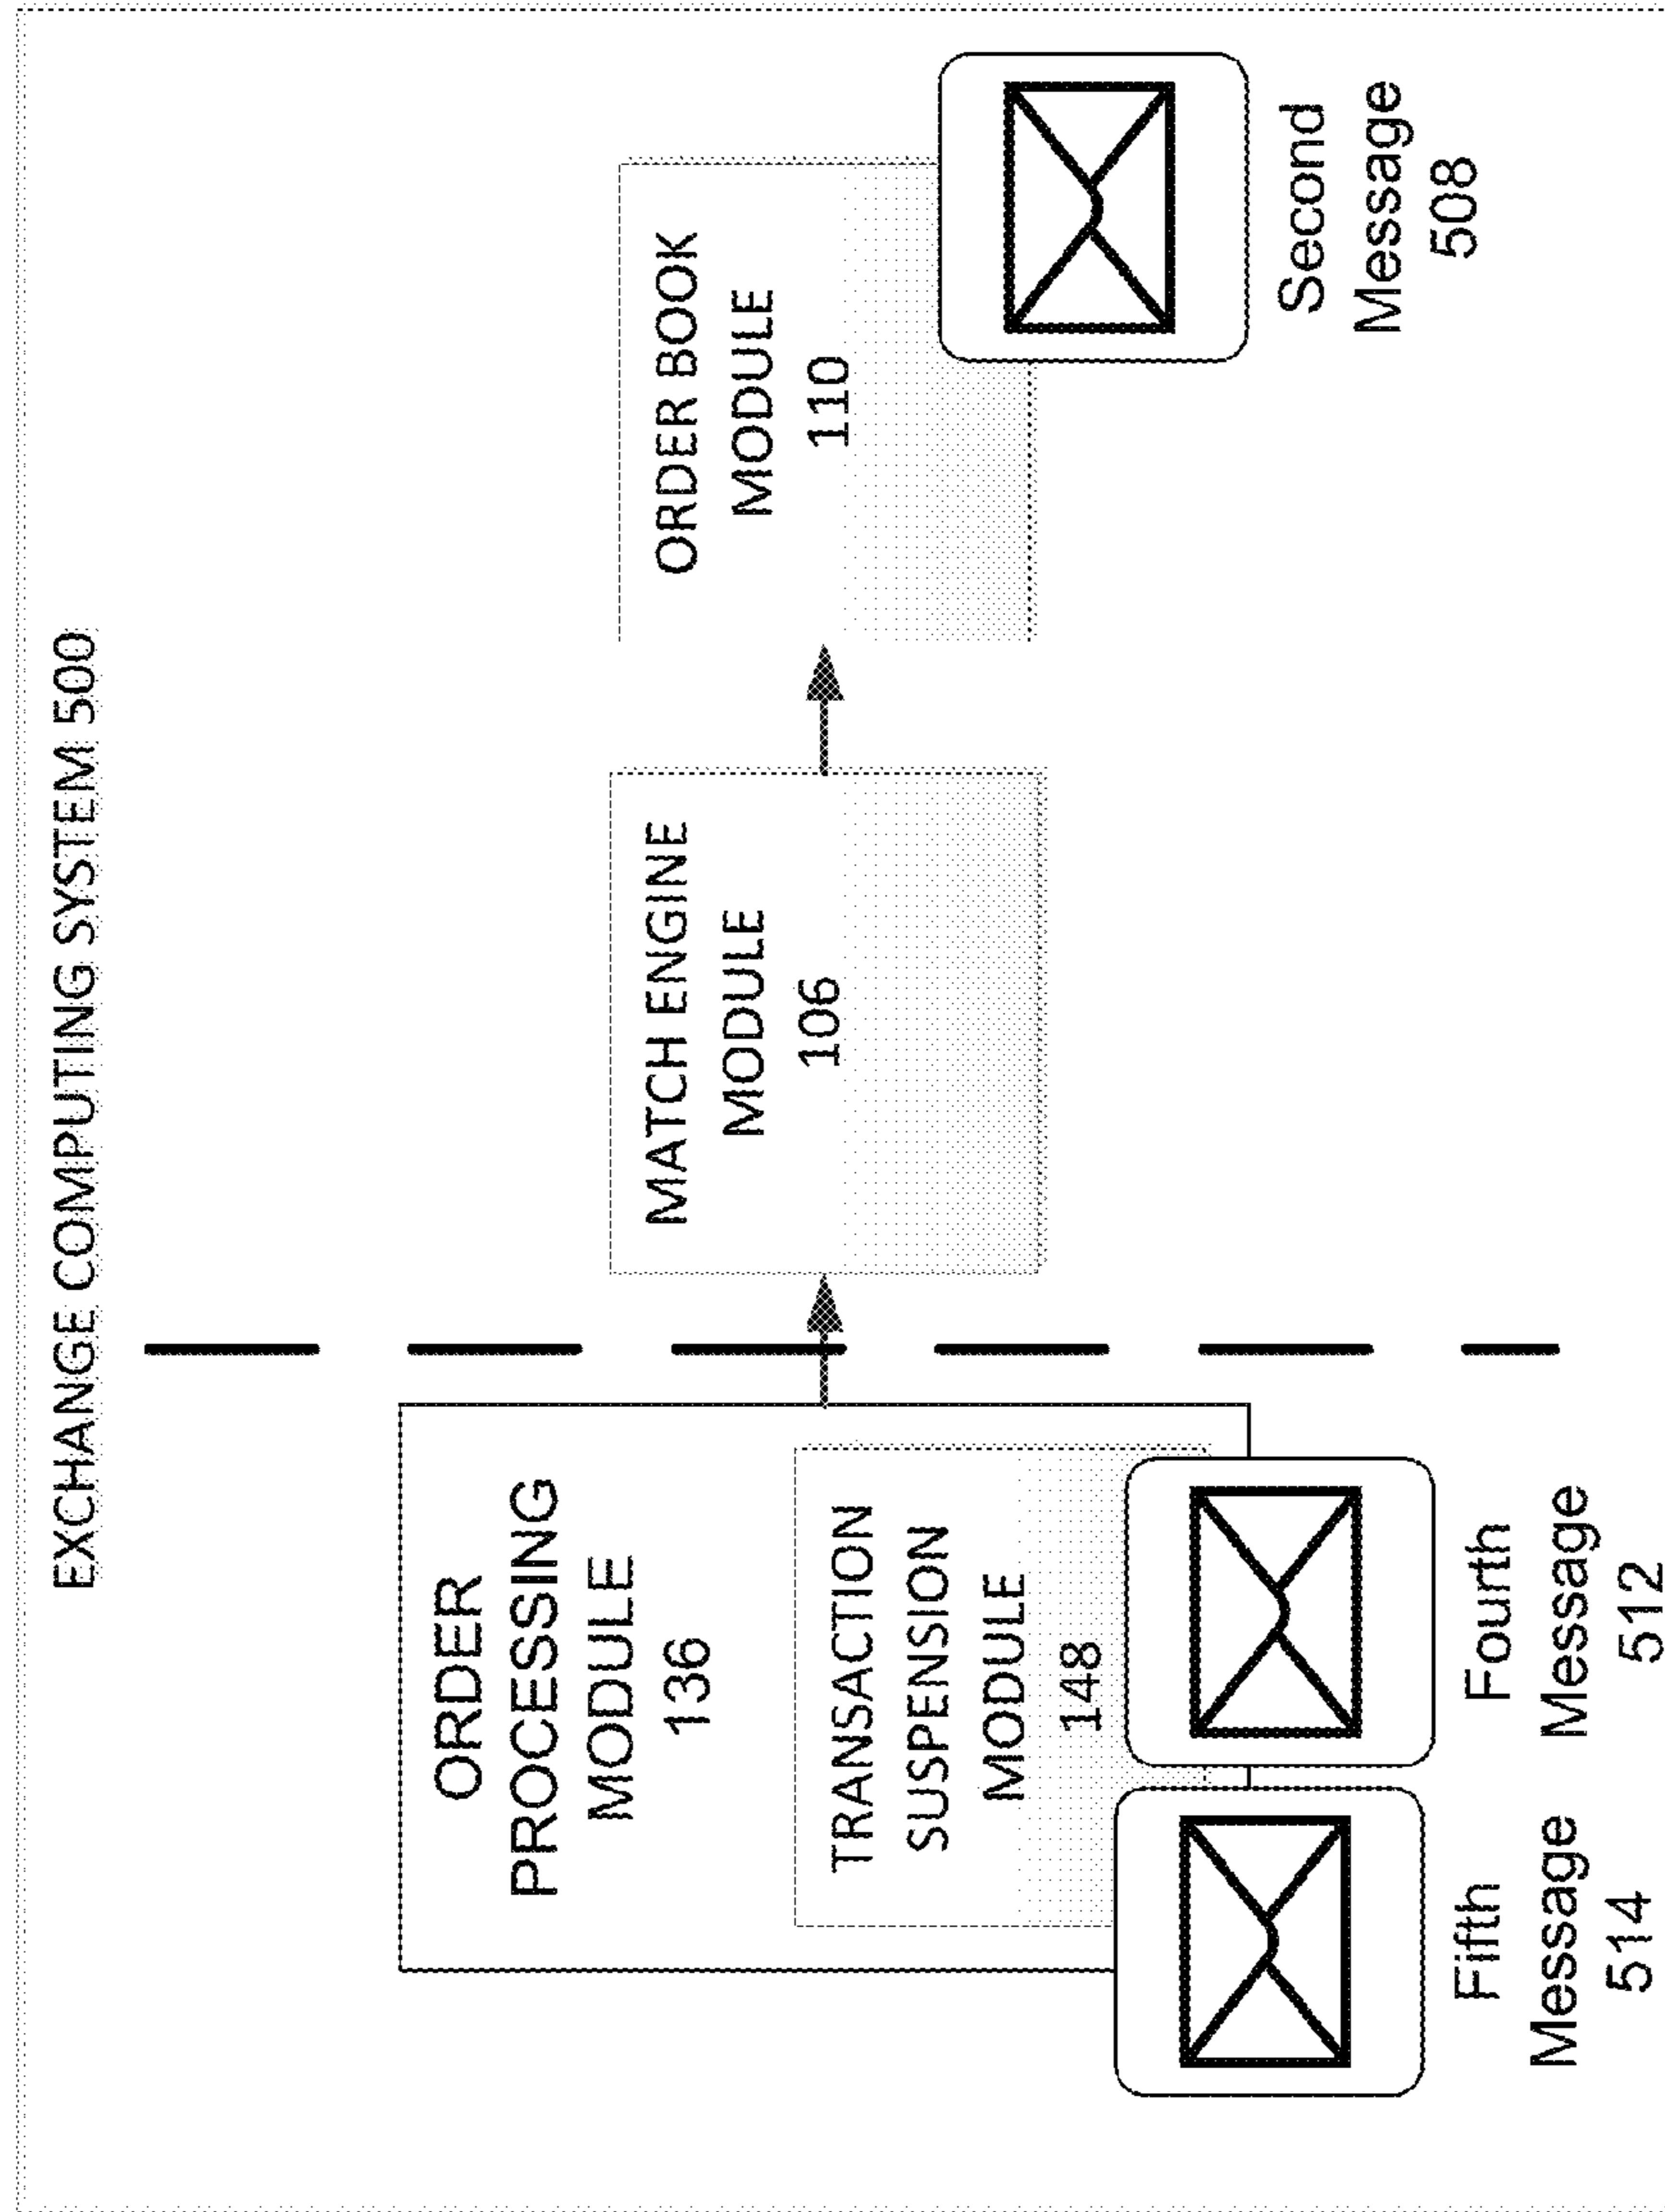 EXCHANGE COMPUTING SYSTEM 500
ORDER
PROCESSING
MODULE
136
TRANSACTION
SUSPENSION
MODULE
148
MATCH ENGINE
MODULE
106
ORDER BOOK
MODULE
110
Fifth
Message
514
Fourth
Message
512
Second
Message
508